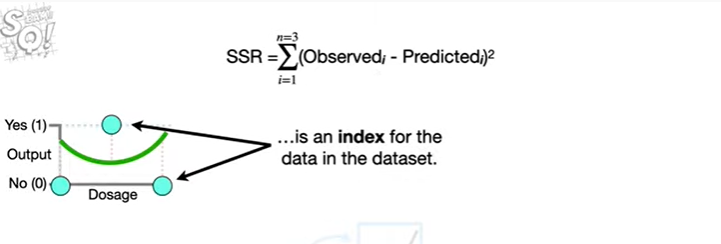 SQ!
n=3
SSR = ∑(Observedᵢ - Predictedᵢ)²
i=1
Yes (1)
Output
No (0)
Dosage
...is an index for the
data in the dataset.